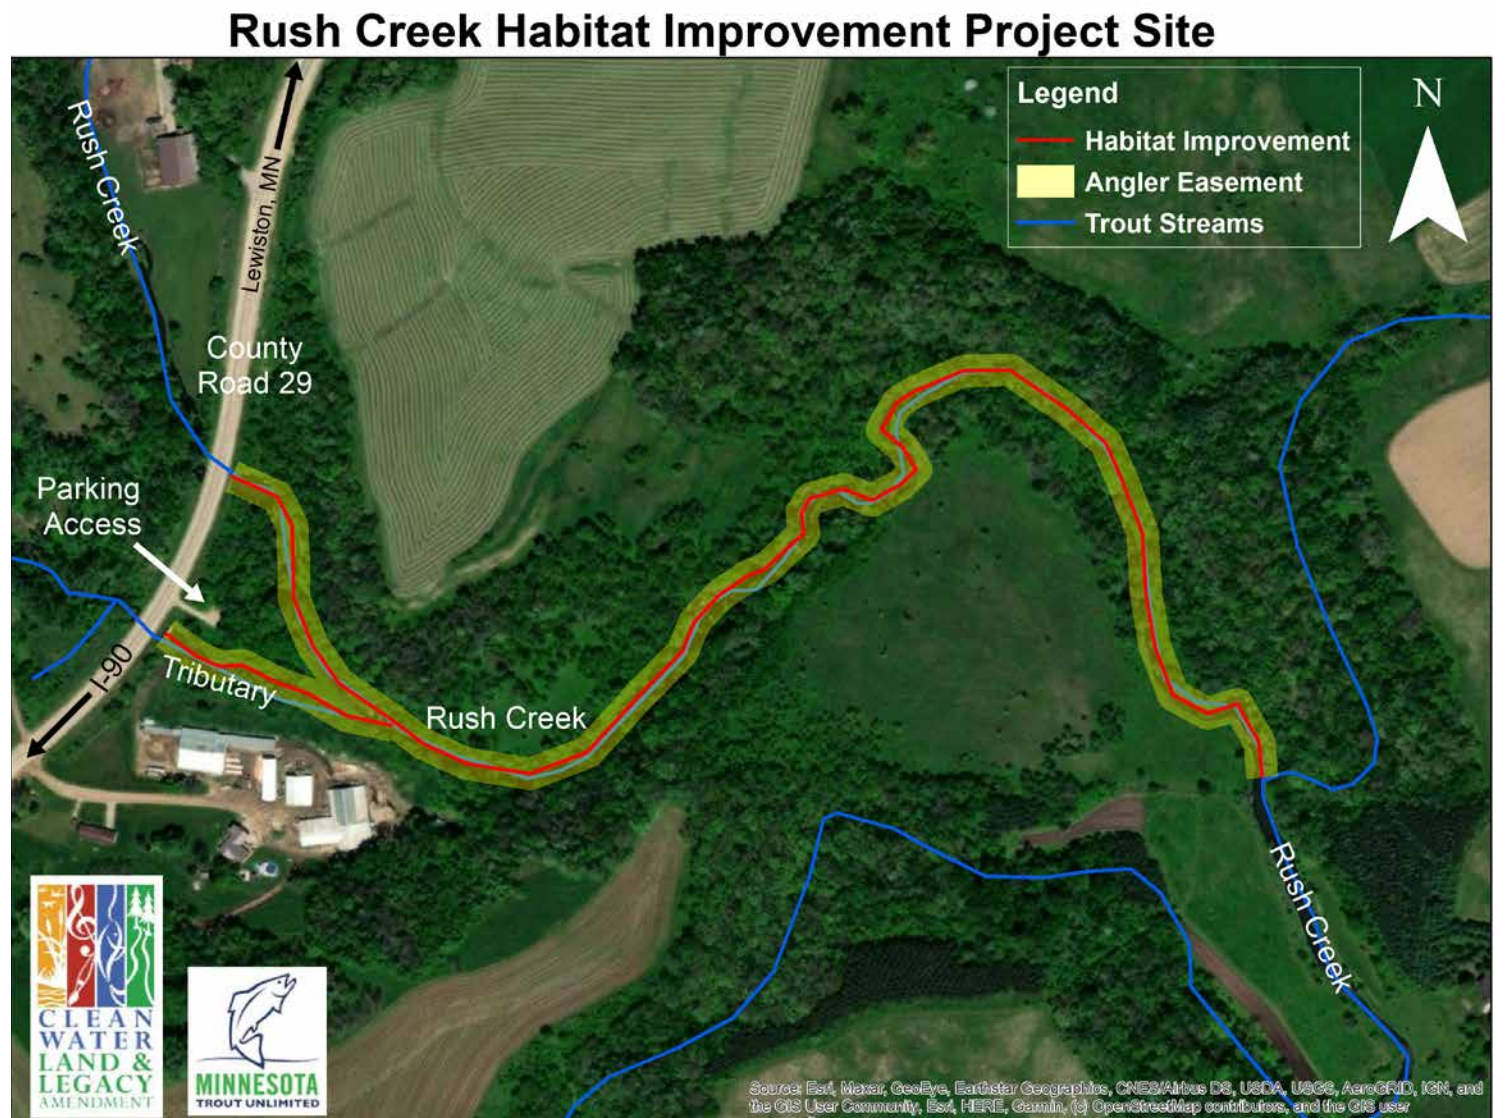 Rush Creek Habitat Improvement Project Site
Legend
Habitat Improvement
Angler Easement
Trout Streams
N
Rush Creek
Lewiston, MN
County
Road 29
Parking
Access
I-90
Tributary
Rush Creek
Rush Creek
CLEAN
WATER
LAND &
LEGACY
AMENDMENT
MINNESOTA
TROUT UNLIMITED
Source: Esri, Maxar, GeoEye, Earthstar Geographics, CNES/Airbus DS, USDA, USGS, AeroGRID, IGN, and
the GIS User Community, Esri, HERE, Garmin, (c) OpenStreetMap contributors, and the GIS user